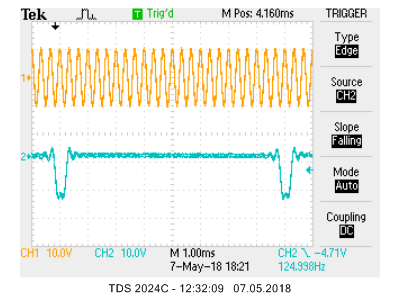 Tek T Trig'd M Pos: 4.160ms TRIGGER
Type
Edge
Source
CH2
Slope
Falling
Mode
Auto
Coupling
DC
1
2
CH1 10.0V CH2 10.0V M 1.00ms CH2 -4.71V
7-May-18 18:21 124.998Hz
TDS 2024C - 12:32:09 07.05.2018